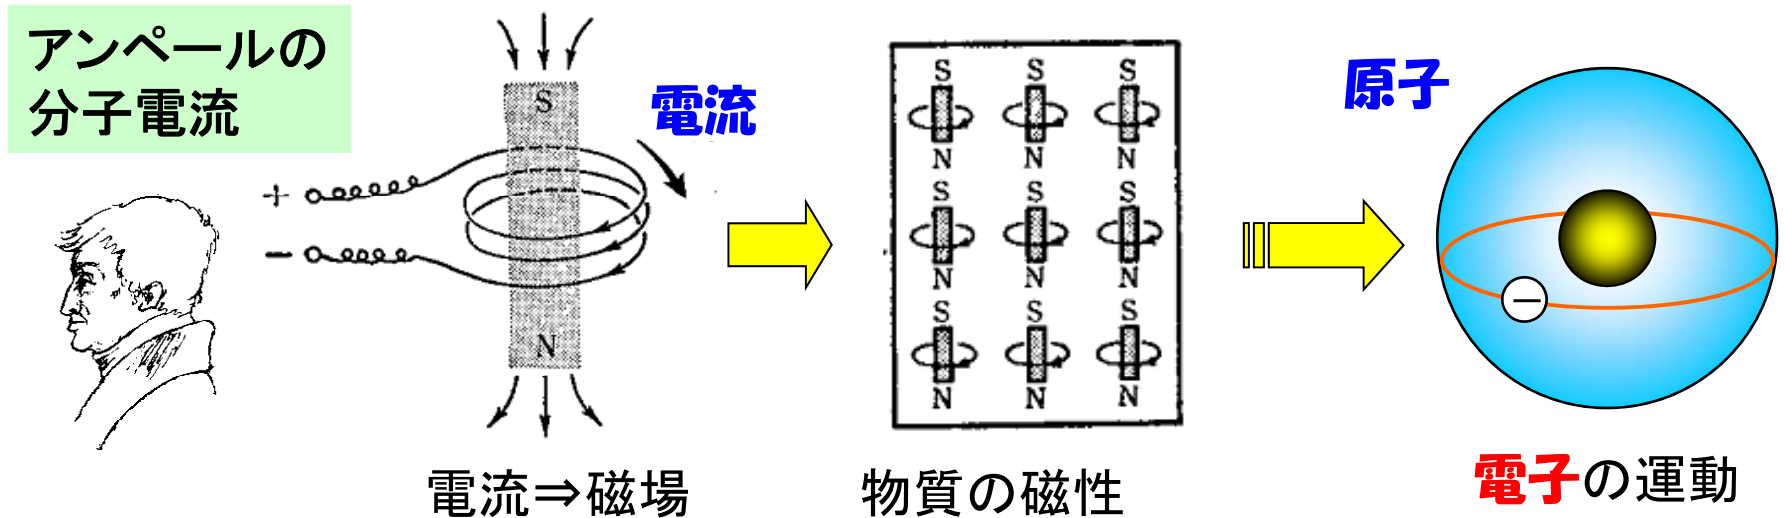 アンペールの
分子電流
S
N
+
−
電流
電流⇒磁場
S S S
N N N
S S S
N N N
S S S
N N N
物質の磁性
原子
−
電子の運動